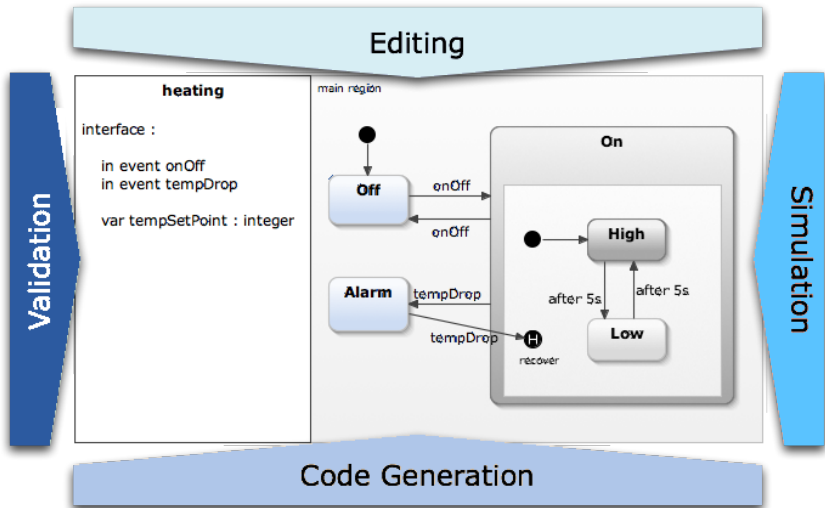 Editing
Validation
heating
interface :
in event onOff
in event tempDrop
var tempSetPoint : integer
main region
On
Off
onOff
onOff
High
Alarm
tempDrop
after 5s
after 5s
tempDrop
H
recover
Low
Simulation
Code Generation